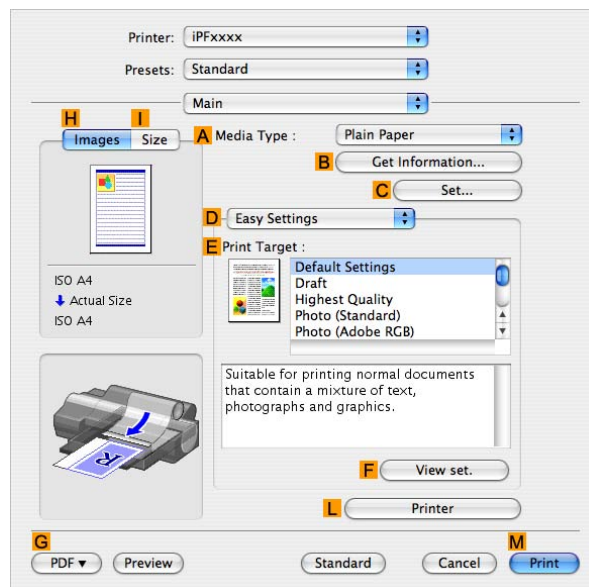 Printer: iPFxxxx
Presets: Standard
Main
H I
Images Size
A Media Type : Plain Paper
B Get Information...
C Set...
D Easy Settings
E Print Target :
Default Settings
Draft
Highest Quality
Photo (Standard)
Photo (Adobe RGB)
ISO A4
Actual Size
ISO A4
Suitable for printing normal documents
that contain a mixture of text,
photographs and graphics.
R
F View set.
L Printer
G M
PDF Preview Standard Cancel Print